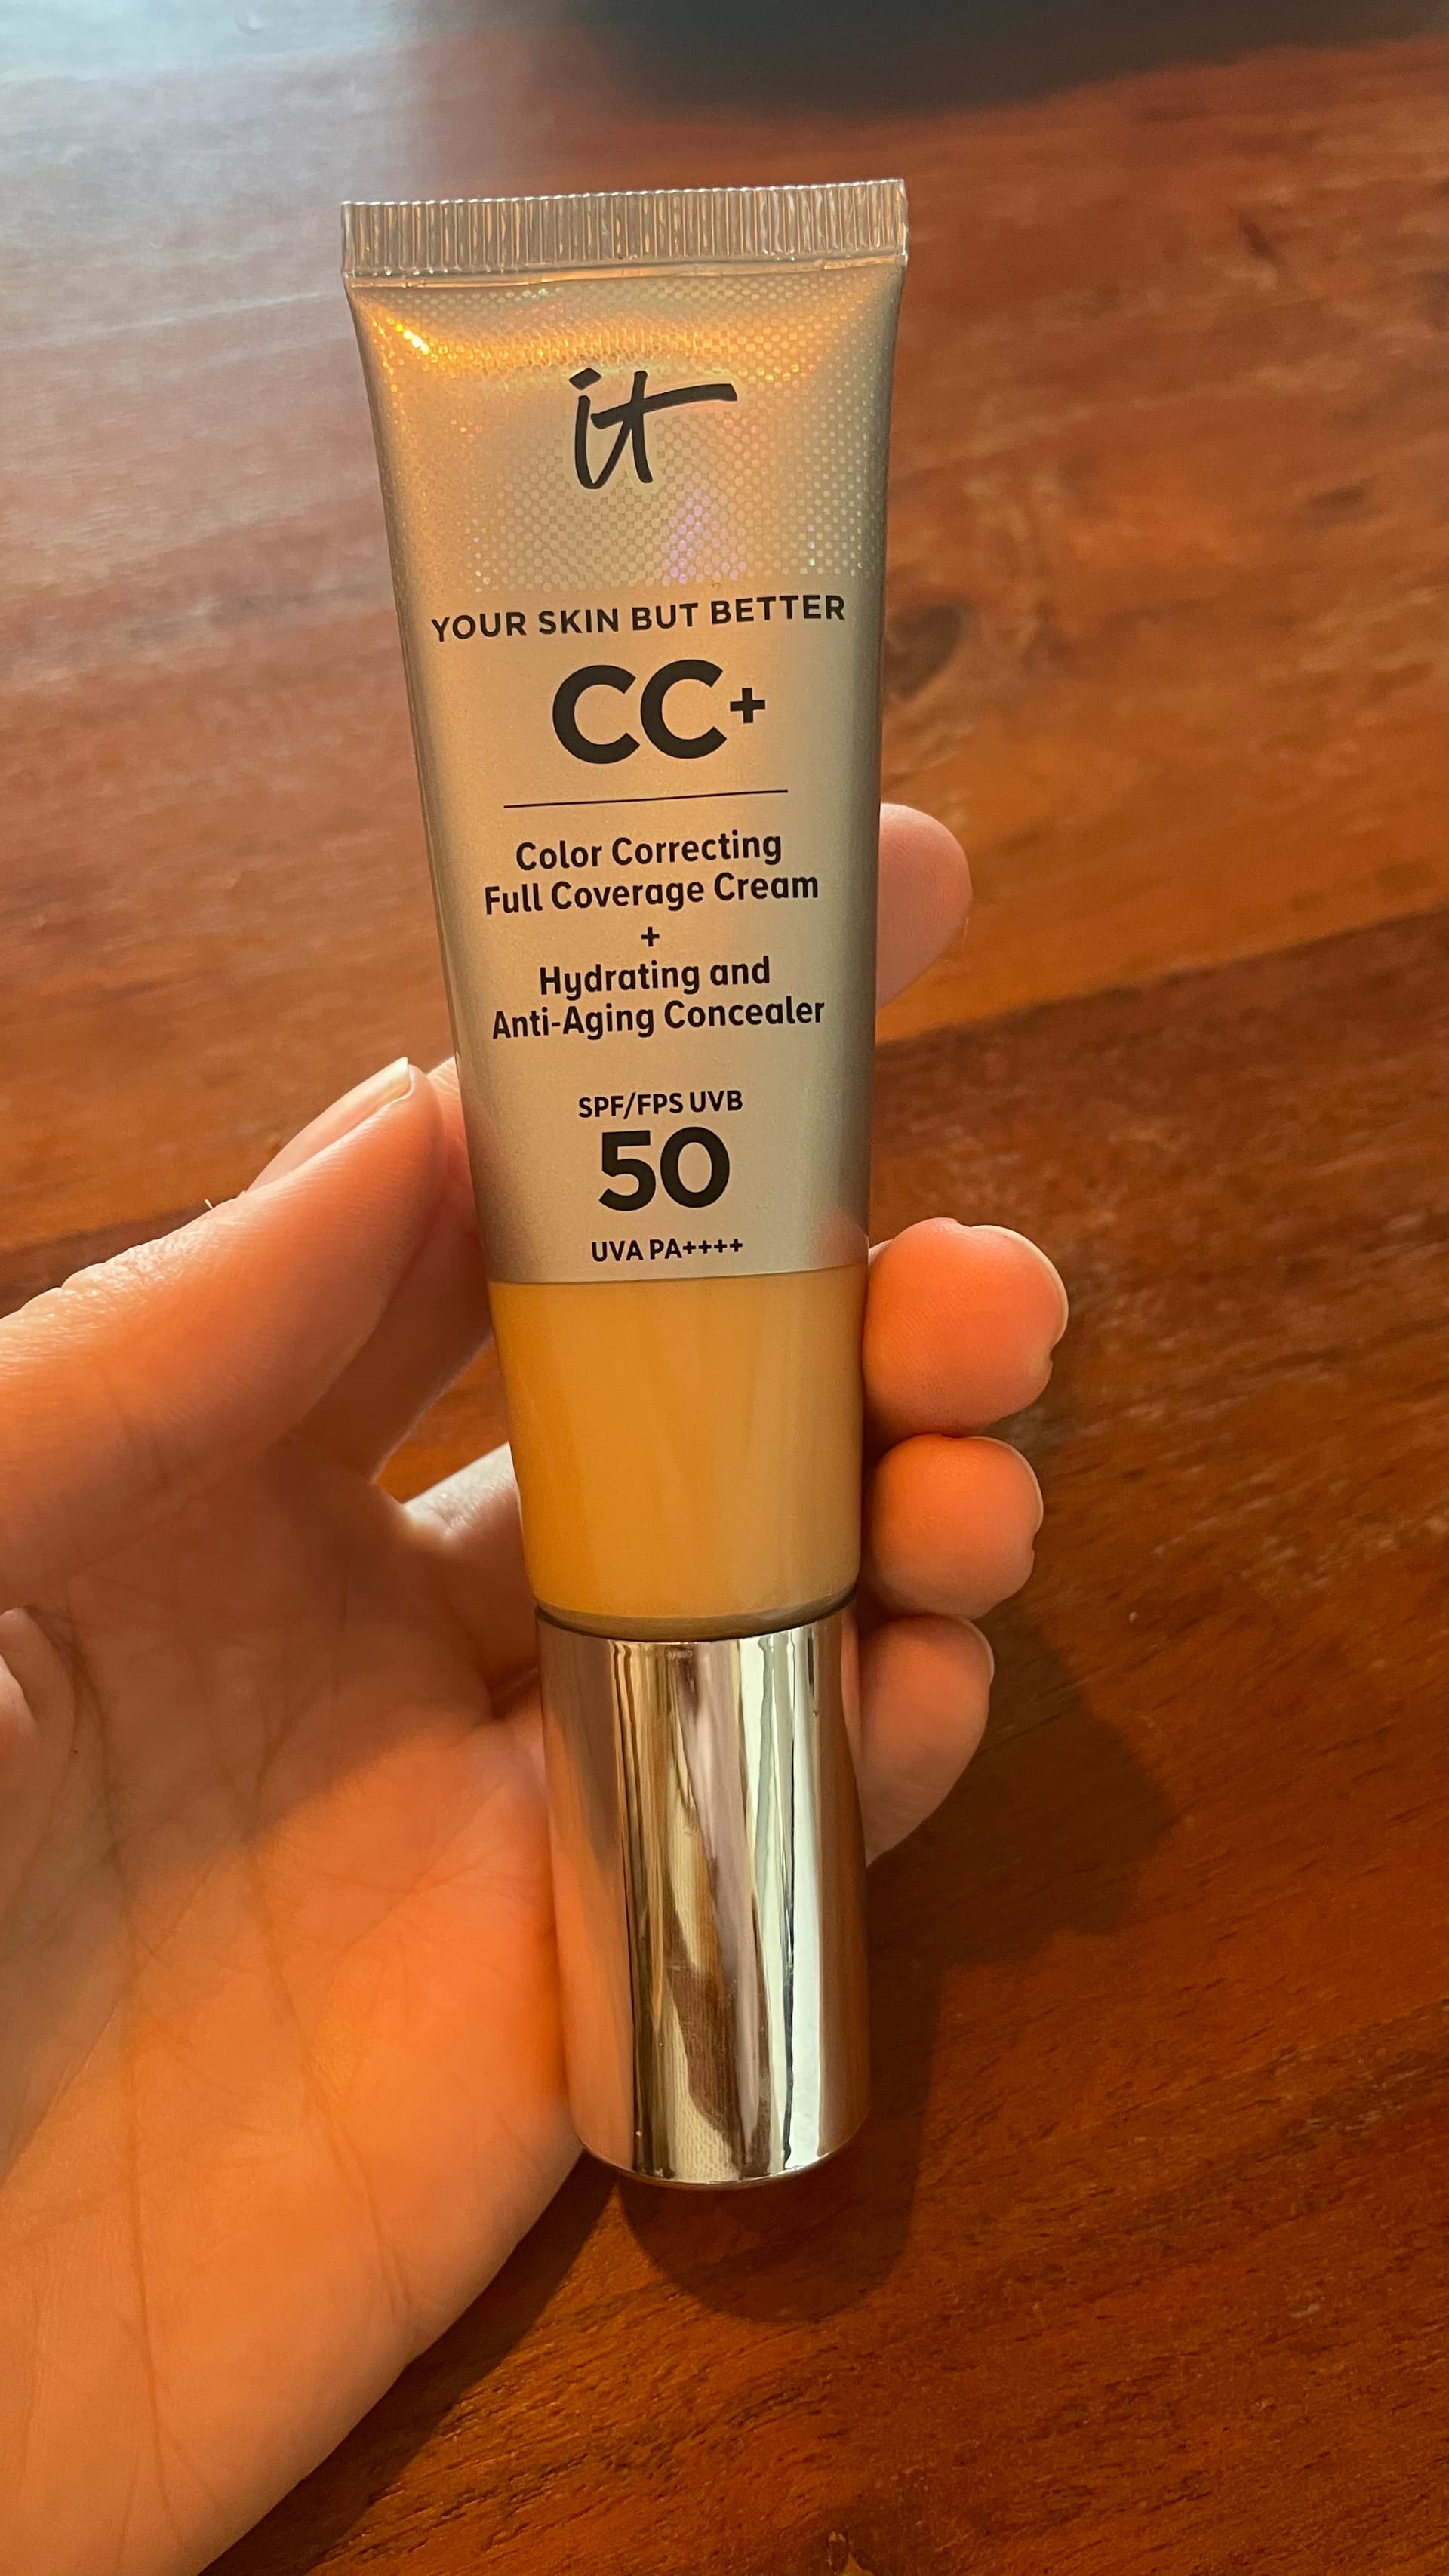 it
YOUR SKIN BUT BETTER
CC+
Color Correcting
Full Coverage Cream
+
Hydrating and
Anti-Aging Concealer
SPF/FPS UVB
50
UVA PA++++